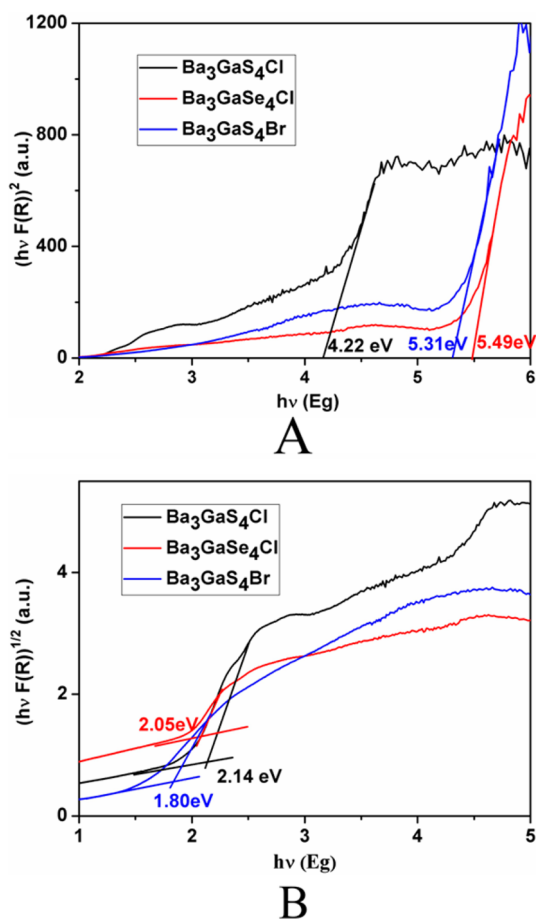 1200
800
400
0
(hν F(R))² (a.u.)
Ba₃GaS₄Cl
Ba₃GaSe₄Cl
Ba₃GaS₄Br
4.22 eV
5.31eV
5.49eV
2 3 4 5 6
hν (Eg)
A
4
2
0
(hν F(R))¹/² (a.u.)
Ba₃GaS₄Cl
Ba₃GaSe₄Cl
Ba₃GaS₄Br
2.05eV
2.14 eV
1.80eV
1 2 3 4 5
hν (Eg)
B